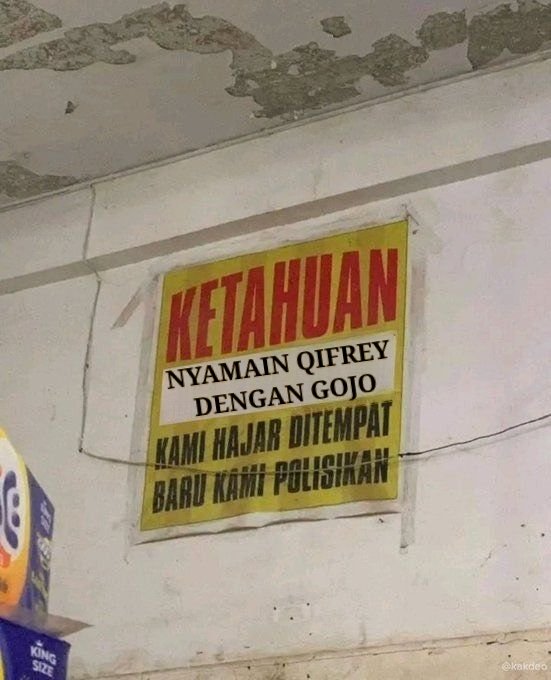 KETAHUAN
NYAMAIN QIFREY
DENGAN GOJO
KAMI HAJAR DITEMPAT
BARU KAMI POLISIKAN
KING
SIZE
@kakdeo